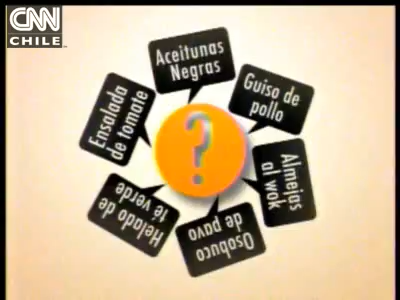 CNN
CHILE
Aceitunas
Negras
Guiso de
pollo
Almejas
al wok
Osobuco
de pavo
Helado de
té verde
Ensalada
de tomate
?